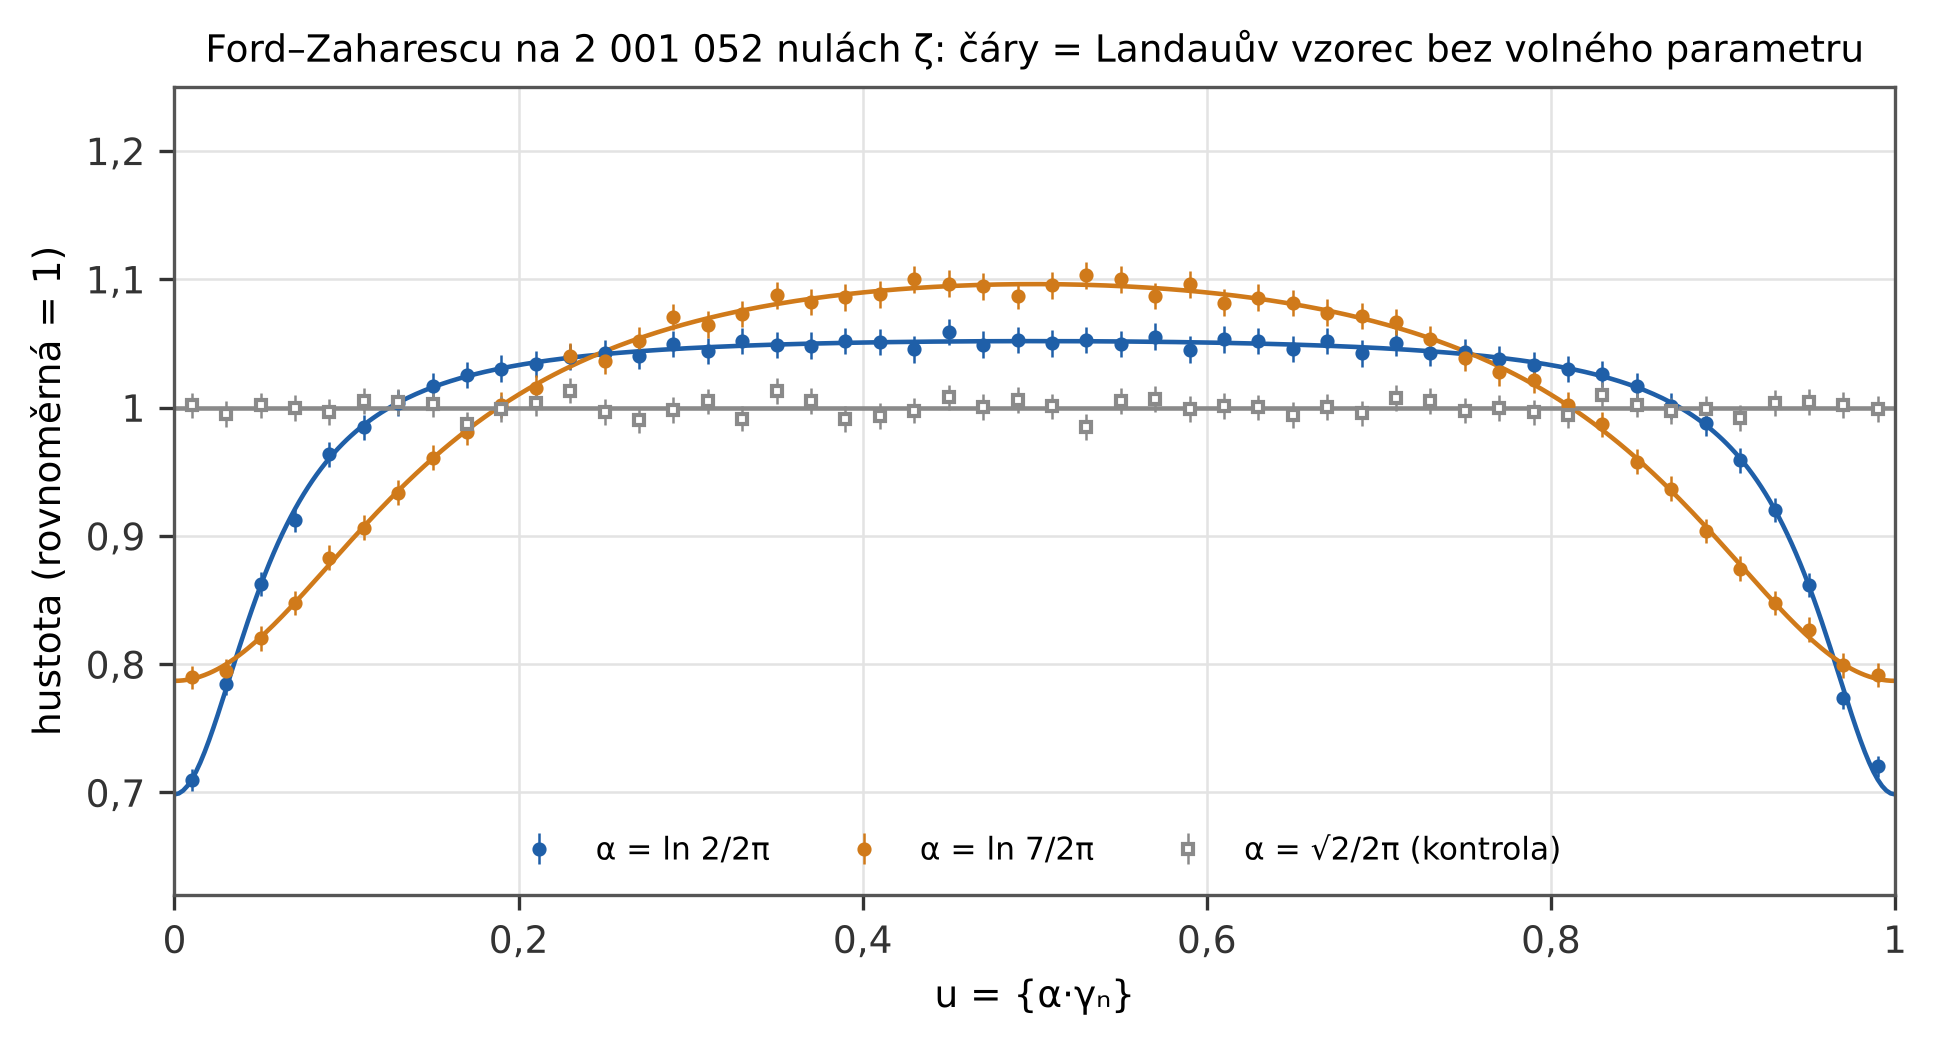 Ford–Zaharescu na 2 001 052 nulách ζ: čáry = Landauův vzorec bez volného parametru
hustota (rovnoměrná = 1)
1,2
1,1
1
0,9
0,8
0,7
α = ln 2/2π
α = ln 7/2π
α = √2/2π (kontrola)
0 0,2 0,4 0,6 0,8 1
u = {α·γₙ}